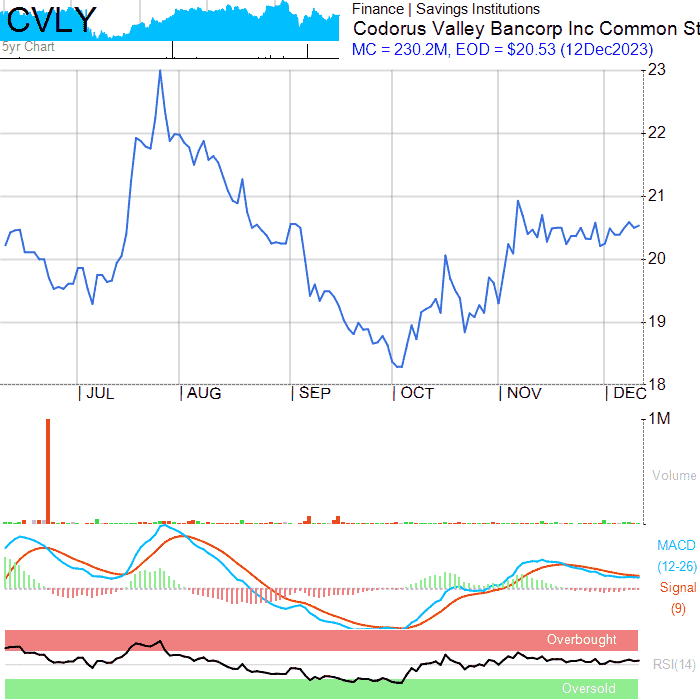 CVLY
5yr Chart
Finance | Savings Institutions
Codorus Valley Bancorp Inc Common St
MC = 230.2M, EOD = $20.53 (12Dec2023)
23
22
21
20
19
18
JUL AUG SEP OCT NOV DEC
1M
Volume
MACD
(12-26)
Signal
(9)
Overbought
RSI(14)
Oversold